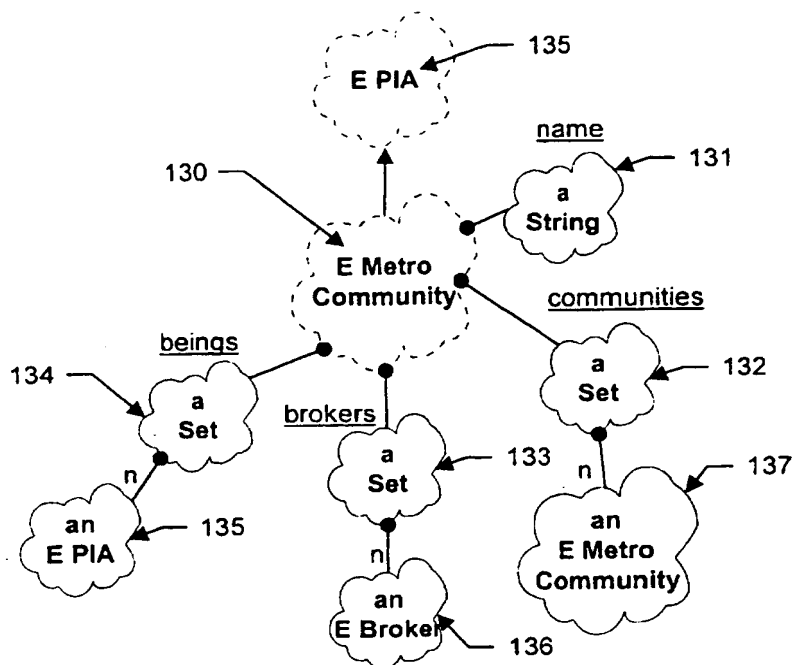 135
E PIA
name
131
a
String
130
E Metro
Community
communities
beings
134
a
Set
brokers
a
Set
132
a
Set
133
n
n
137
an
E PIA
135
n
an
E Metro
Community
an
E Broker
136